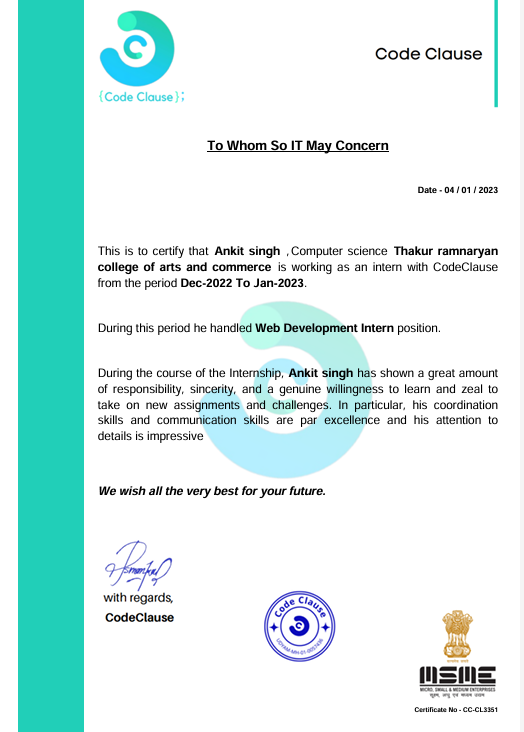 {Code Clause};
Code Clause
To Whom So IT May Concern
Date - 04 / 01 / 2023
This is to certify that Ankit singh ,Computer science Thakur ramnaryan
college of arts and commerce is working as an intern with CodeClause
from the period Dec-2022 To Jan-2023.
During this period he handled Web Development Intern position.
During the course of the Internship, Ankit singh has shown a great amount
of responsibility, sincerity, and a genuine willingness to learn and zeal to
take on new assignments and challenges. In particular, his coordination
skills and communication skills are par excellence and his attention to
details is impressive
We wish all the very best for your future.
with regards,
CodeClause
Code Clause
MSME
MICRO, SMALL & MEDIUM ENTERPRISES
सूक्ष्म, लघु एवं मध्यम उद्यम
Certificate No - CC-CL3351